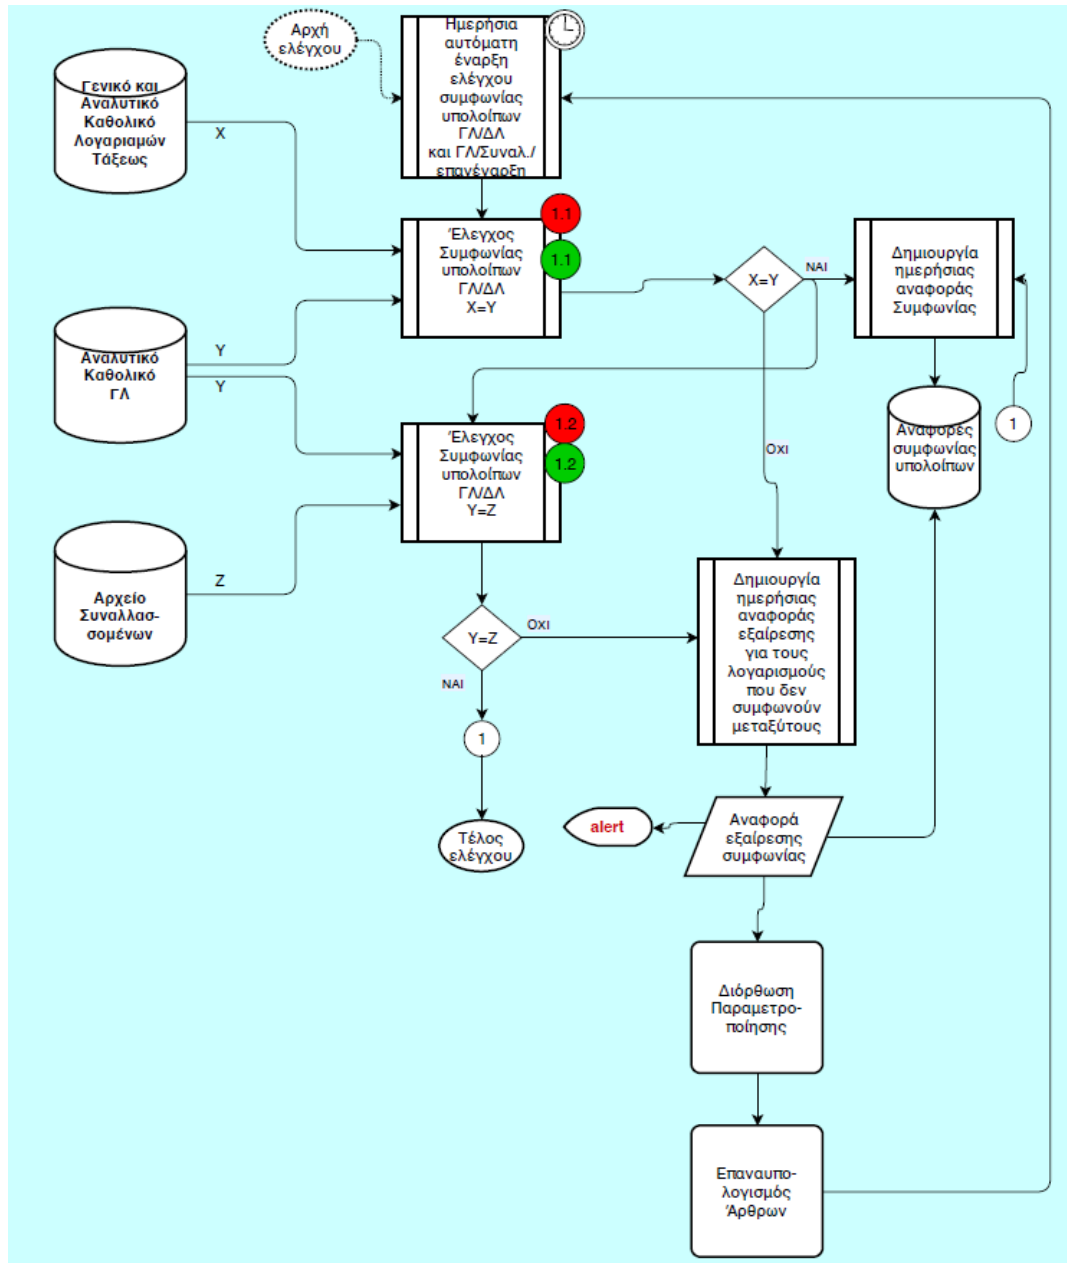 Αρχή
ελέγχου
Ημερήσια
αυτόματη
έναρξη
ελέγχου
συμφωνίας
υπολοίπων
ΓΛ/ΔΛ
και ΓΛ/Συναλ./
επανέναρξη
Γενικό και
Αναλυτικό
Καθολικό
Λογαριαμών
Τάξεως
X
1.1
1.1
Έλεγχος
Συμφωνίας
υπολοίπων
ΓΛ/ΔΛ
X=Y
X=Y
ΝΑΙ
Δημιουργία
ημερήσιας
αναφοράς
Συμφωνίας
Αναλυτικό
Καθολικό
ΓΛ
Y
Y
1.2
1.2
Έλεγχος
Συμφωνίας
υπολοίπων
ΓΛ/ΔΛ
Y=Z
ΟΧΙ
Αναφορές
συμφωνίας
υπολοίπων
1
Αρχείο
Συναλλασ-
σομένων
Z
Y=Z
ΟΧΙ
ΝΑΙ
Δημιουργία
ημερήσιας
αναφοράς
εξαίρεσης
για τους
λογαρισμούς
που δεν
συμφωνούν
μεταξύτους
1
Τέλος
ελέγχου
alert
Αναφορά
εξαίρεσης
συμφωνίας
Διόρθωση
Παραμετρο-
ποίησης
Επαναυπο-
λογισμός
Άρθρων